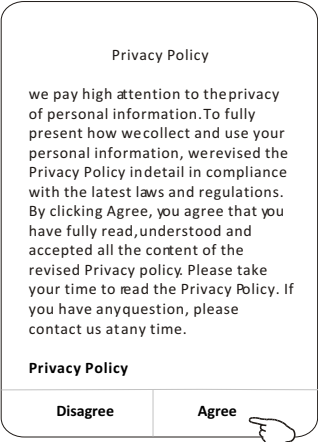 Privacy Policy
we pay high attention to the privacy
of personal information. To fully
present how we collect and use your
personal information, we revised the
Privacy Policy in detail in compliance
with the latest laws and regulations.
By clicking Agree, you agree that you
have fully read, understood and
accepted all the content of the
revised Privacy policy. Please take
your time to read the Privacy Policy. If
you have any question, please
contact us at any time.
Privacy Policy
Disagree Agree